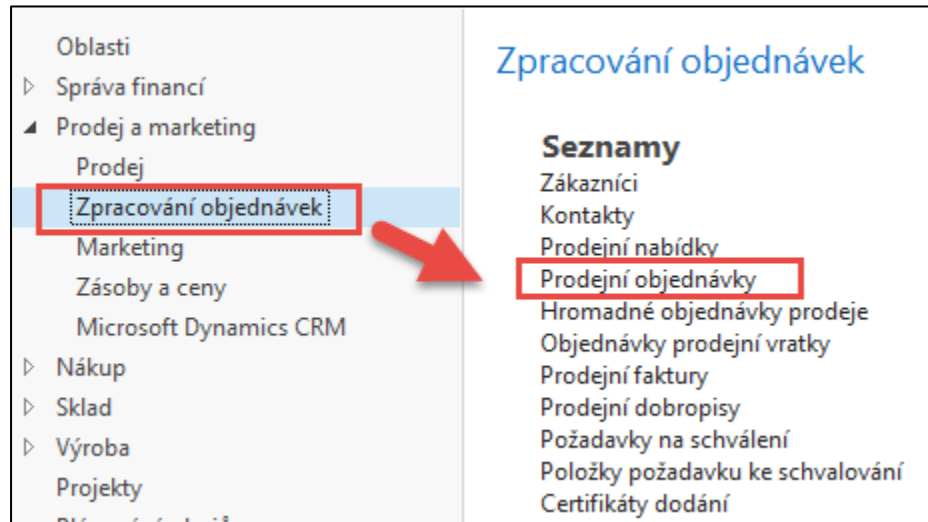 Oblasti
Správa financí
Prodej a marketing
Prodej
Zpracování objednávek
Marketing
Zásoby a ceny
Microsoft Dynamics CRM
Nákup
Sklad
Výroba
Projekty
Zpracování objednávek
Seznamy
Zákazníci
Kontakty
Prodejní nabídky
Prodejní objednávky
Hromadné objednávky prodeje
Objednávky prodejní vratky
Prodejní faktury
Prodejní dobropisy
Požadavky na schválení
Položky požadavku ke schvalování
Certifikáty dodání